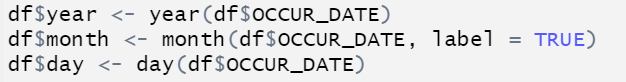 df$year <- year(df$OCCUR_DATE)
df$month <- month(df$OCCUR_DATE, label = TRUE)
df$day <- day(df$OCCUR_DATE)